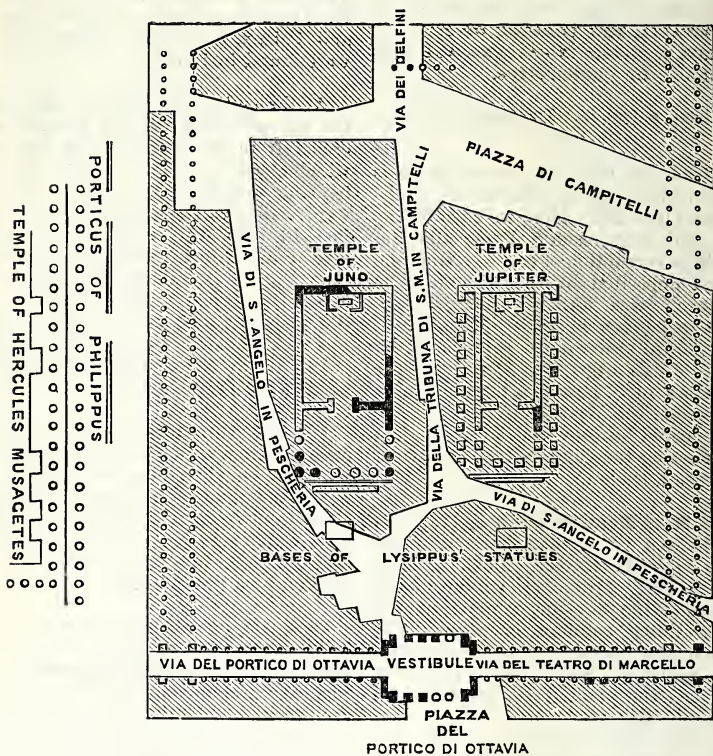 VIA DEI DELFINI
PIAZZA DI CAMPITELLI
PORTICUS OF PHILIPPUS
TEMPLE OF HERCULES MUSAGETES
VIA DI S. ANGELO IN PESCHERIA
TEMPLE
OF
JUNO
VIA DELLA TRIBUNA DI S.M. IN CAMPITELLI
TEMPLE
OF
JUPITER
VIA DI S. ANGELO IN PESCHERIA
BASES OF LYSIPPUS' STATUES
VIA DEL PORTICO DI OTTAVIA VESTIBULE VIA DEL TEATRO DI MARCELLO
PIAZZA
DEL
PORTICO DI OTTAVIA